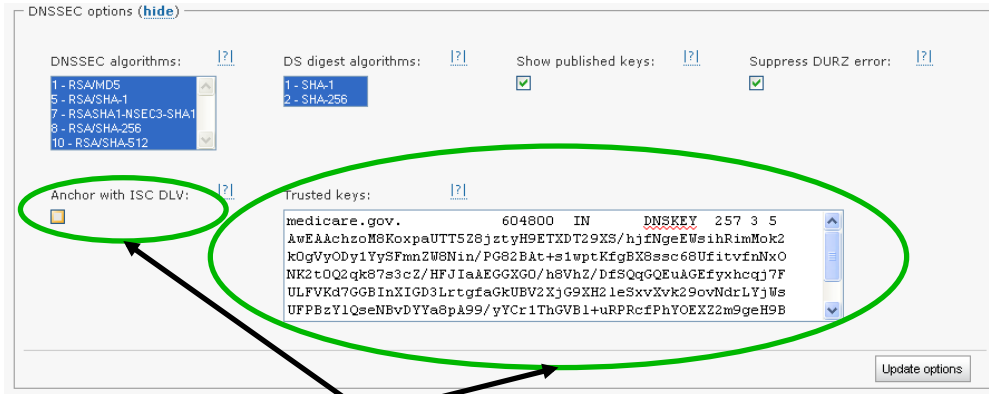 DNSSEC options (hide)
DNSSEC algorithms: |?| DS digest algorithms: |?| Show published keys: |?| Suppress DURZ error: |?|
1 - RSA/MD5
5 - RSA/SHA-1
7 - RSASHA1-NSEC3-SHA1
8 - RSA/SHA-256
10 - RSA/SHA-512
1 - SHA-1
2 - SHA-256
Anchor with ISC DLV: |?| Trusted keys: |?|
medicare.gov. 604800 IN DNSKEY 257 3 5
AwEAAchzoM8KoxpaUTT5Z8jztyH9ETXDT29XS/hjfNgeEWsihRimMok2
kOgVyODy1YySFmnZW8Nin/PG82BAt+s1wptKfgBX8ssc68UfitvfnNxO
NK2tOQ2qk87s3cZ/HFJIaAEGGXGO/h8VhZ/DfSQqGQEuAGEfyxhcqj7F
ULFVKd7GGBInXIGD3LrtgfaGkUBV2XjG9XH2leSxvXvk29ovNdrLYjWs
UFPBzYlQseNBvDYYa8pA99/yYCr1ThGVBl+uRPRcfPhYOEXZ2m9geH9B
Update options